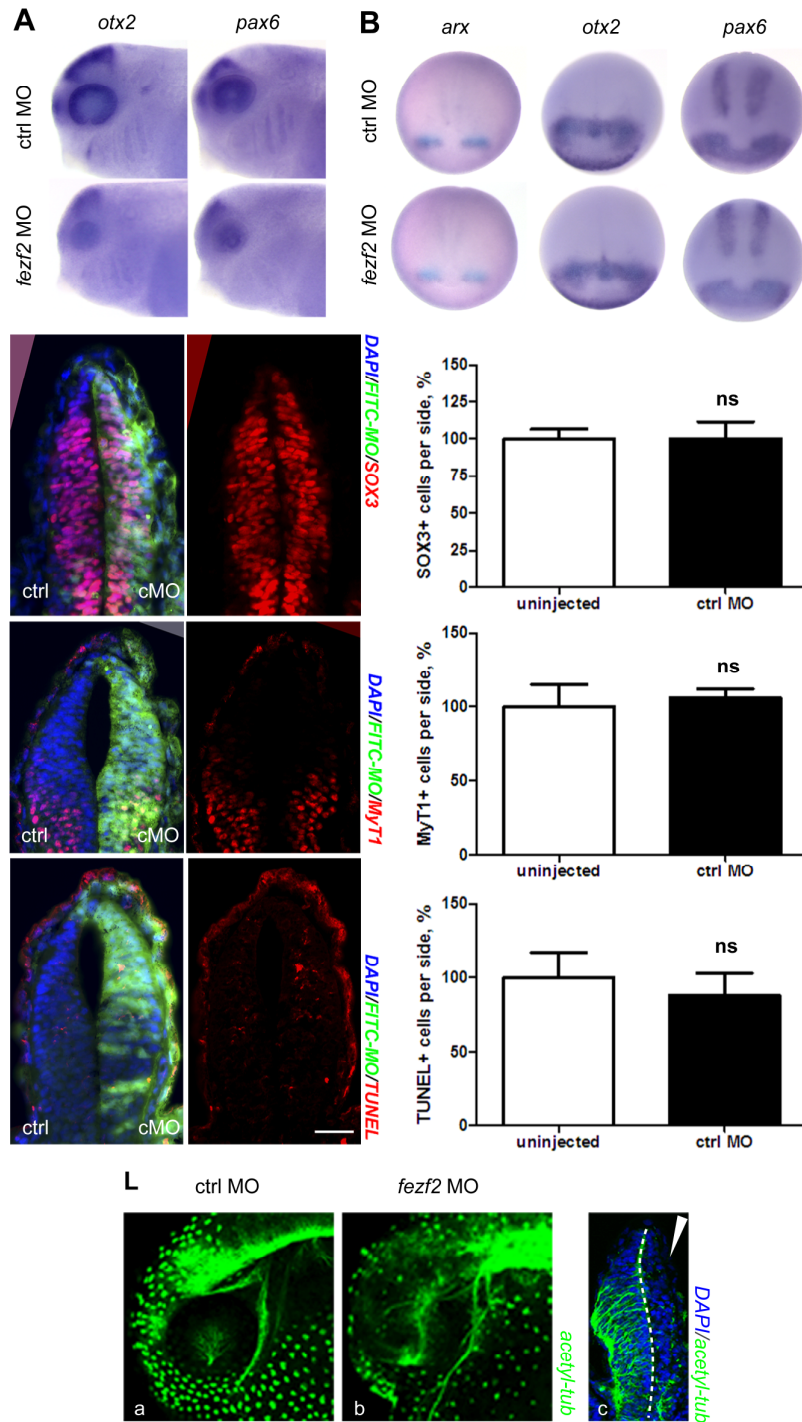 A
otx2
pax6
B
arx
otx2
pax6
ctrl MO
fezf2 MO
ctrl MO
fezf2 MO
ctrl
cMO
DAPI/FITC-MO/SOX3
SOX3+ cells per side, %
150
125
100
75
50
25
0
ns
uninjected
ctrl MO
ctrl
cMO
DAPI/FITC-MO/MyT1
MyT1+ cells per side, %
150
100
50
0
ns
uninjected
ctrl MO
ctrl
cMO
DAPI/FITC-MO/TUNEL
TUNEL+ cells per side, %
150
100
50
0
ns
uninjected
ctrl MO
L
ctrl MO
fezf2 MO
a
b
acetyl-tub
c
DAPI/acetyl-tub